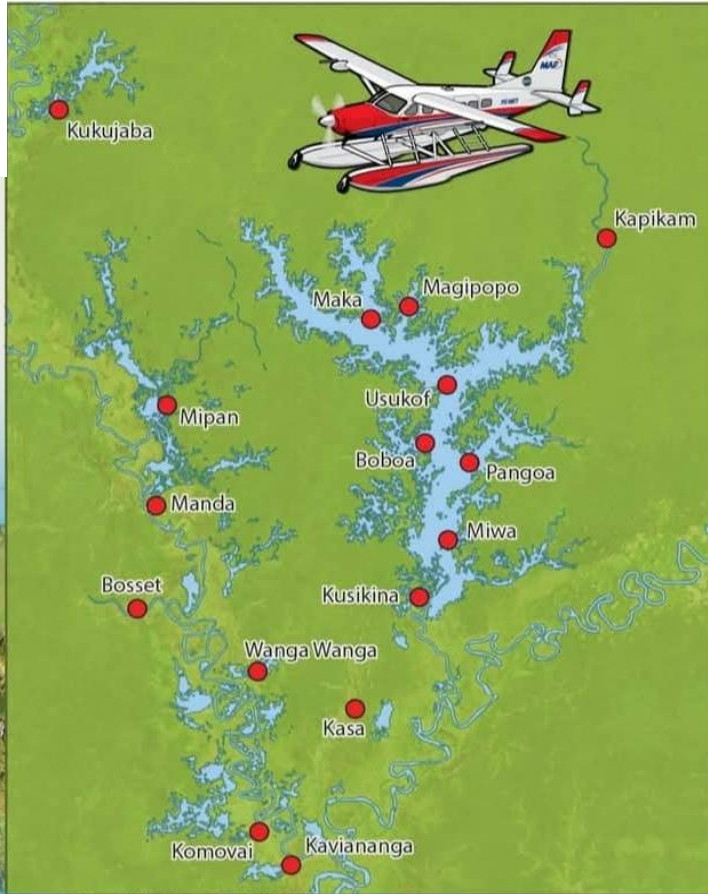 MAF
Kukujaba
Kapikam
Magipopo
Maka
Usukof
Mipan
Boboa
Pangoa
Manda
Miwa
Bosset
Kusikina
Wanga Wanga
Kasa
Komovai
Kaviananga